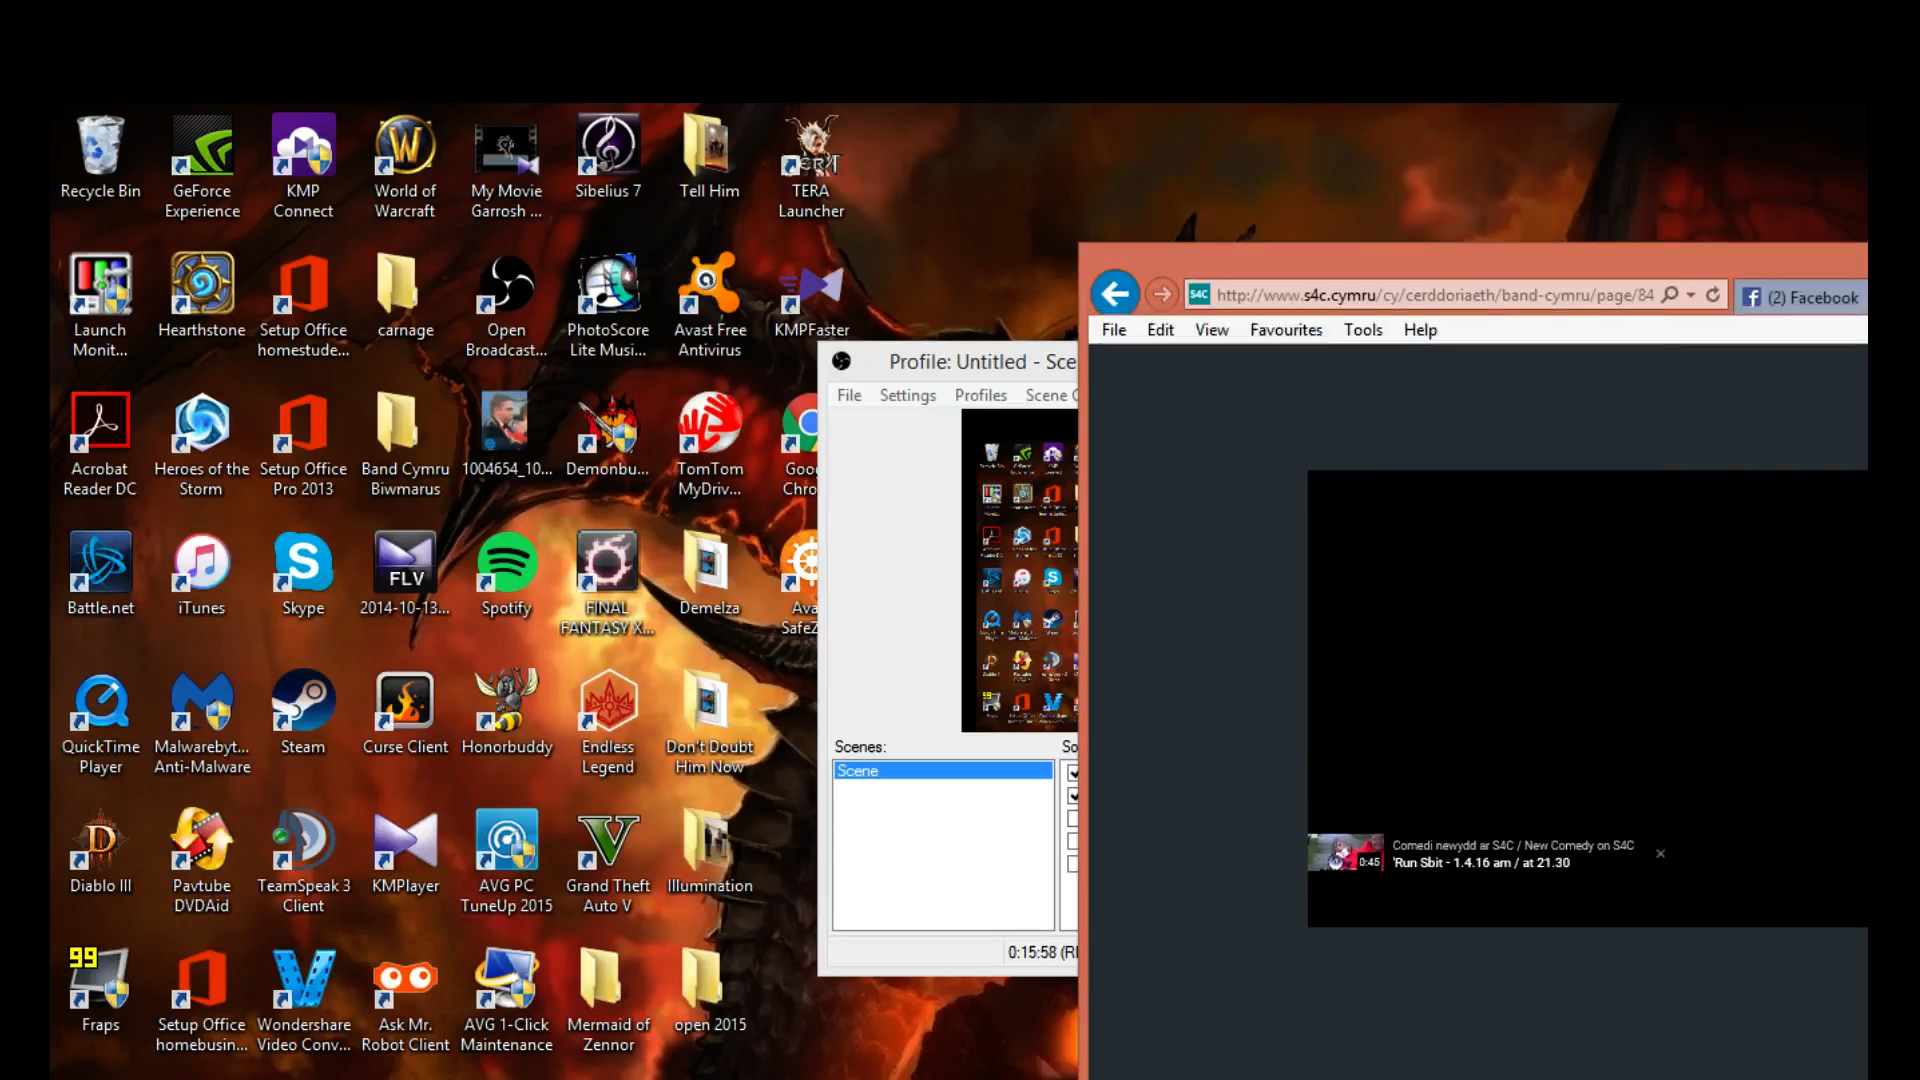 Recycle Bin
GeForce
Experience
KMP
Connect
World of
Warcraft
My Movie
Garrosh ...
Sibelius 7
Tell Him
TERA
Launcher
Launch
Monit...
Hearthstone
Setup Office
homestude...
carnage
Open
Broadcast...
PhotoScore
Lite Musi...
Avast Free
Antivirus
KMPFaster
Acrobat
Reader DC
Heroes of the
Storm
Setup Office
Pro 2013
Band Cymru
Biwmarus
1004654_10...
Demonbu...
TomTom
MyDriv...
Goo
Chro
Battle.net
iTunes
Skype
FLV
2014-10-13...
Spotify
FINAL
FANTASY X...
Demelza
Ava
SafeZ
QuickTime
Player
Malwarebyt...
Anti-Malware
Steam
Curse Client
Honorbuddy
Endless
Legend
Don't Doubt
Him Now
Diablo III
Pavtube
DVDAid
TeamSpeak 3
Client
KMPlayer
AVG PC
TuneUp 2015
Grand Theft
Auto V
Illumination
99
Fraps
Setup Office
homebusin...
Wondershare
Video Conv...
Ask Mr.
Robot Client
AVG 1-Click
Maintenance
Mermaid of
Zennor
open 2015
Profile: Untitled - Sce
File Settings Profiles Scene C
Scenes:
So
Scene
0:15:58 (RE
S4C http://www.s4c.cymru/cy/cerddoriaeth/band-cymru/page/84
(2) Facebook
File Edit View Favourites Tools Help
0:45
Comedi newydd ar S4C / New Comedy on S4C
'Run Sbit - 1.4.16 am / at 21.30